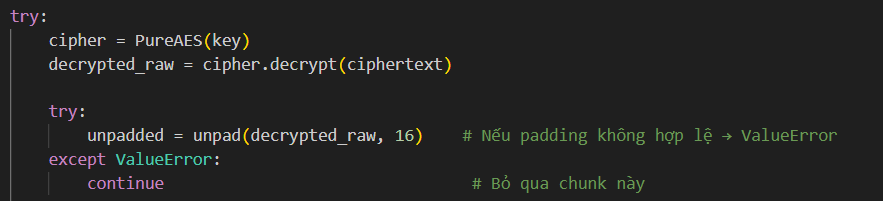 try:
    cipher = PureAES(key)
    decrypted_raw = cipher.decrypt(ciphertext)

    try:
        unpadded = unpad(decrypted_raw, 16)    # Nếu padding không hợp lệ → ValueError
    except ValueError:
        continue                               # Bỏ qua chunk này